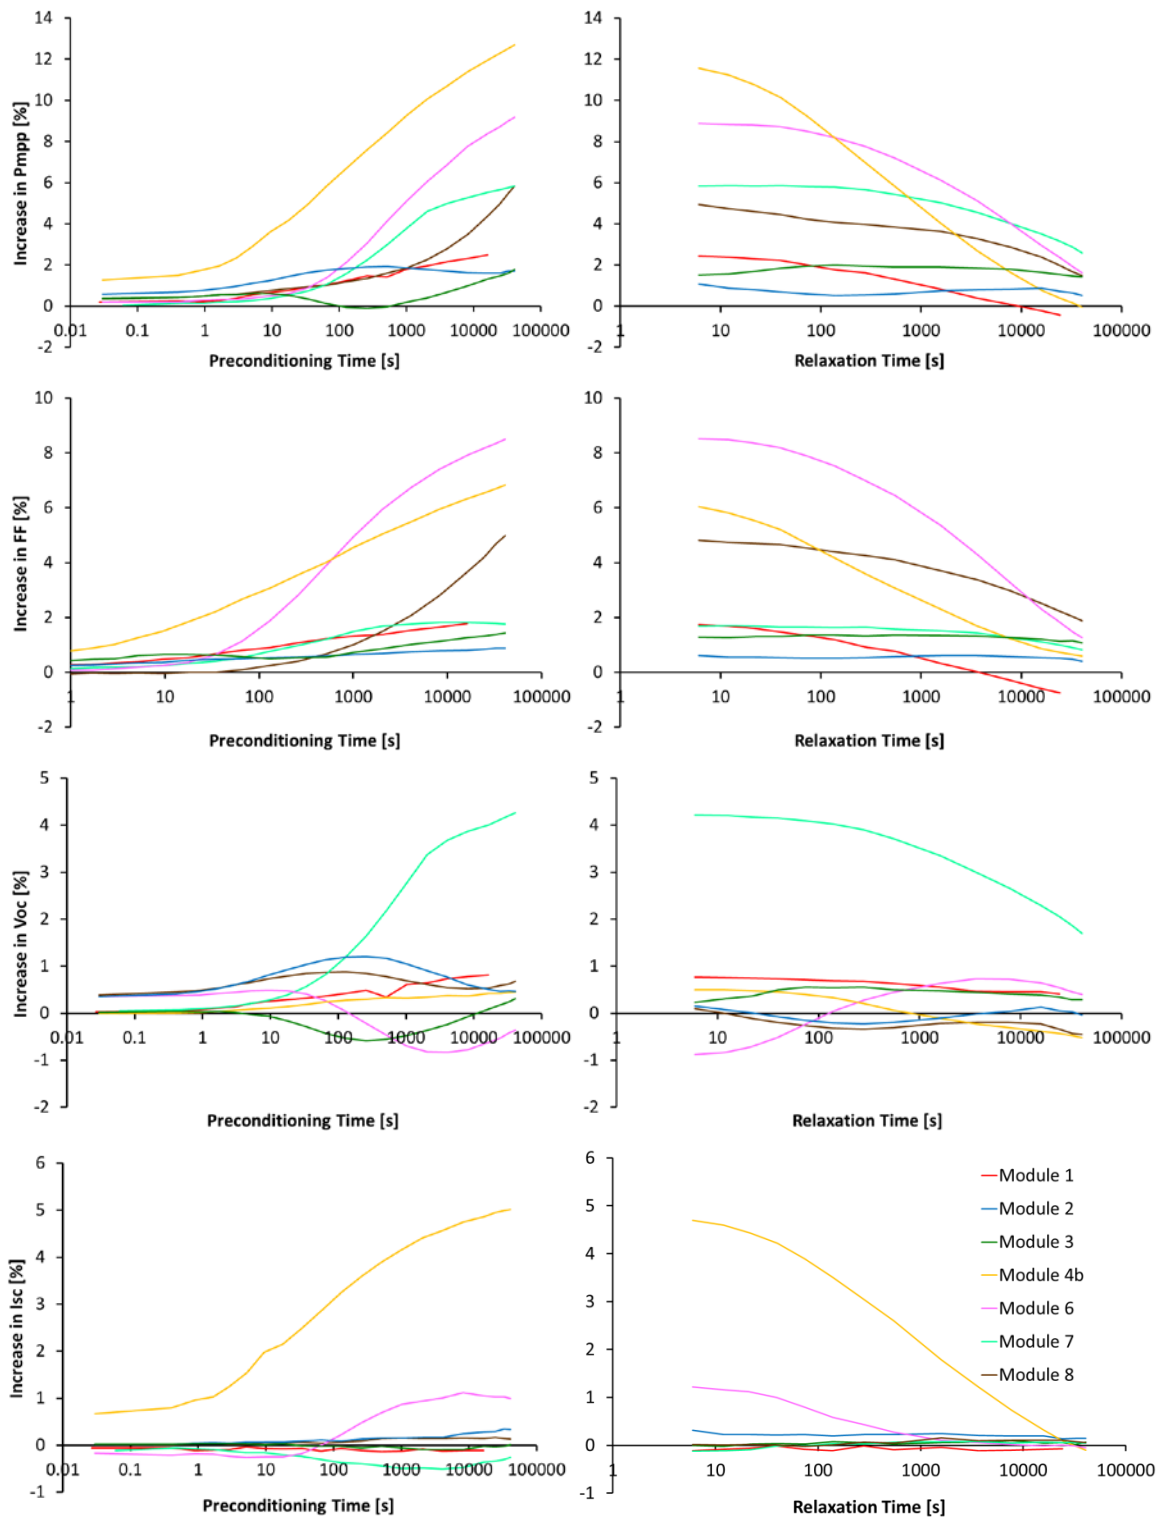 Increase in Pmpp [%]
14
12
10
8
6
4
2
0
-2
0.01 0.1 1 10 100 1000 10000 100000
Preconditioning Time [s]
14
12
10
8
6
4
2
0
-2
1 10 100 1000 10000 100000
Relaxation Time [s]
Increase in FF [%]
10
8
6
4
2
0
-2
1 10 100 1000 10000 100000
Preconditioning Time [s]
10
8
6
4
2
0
-2
1 10 100 1000 10000 100000
Relaxation Time [s]
Increase in Voc [%]
5
4
3
2
1
0
-1
-2
0.01 0.1 1 10 100 1000 10000 100000
Preconditioning Time [s]
5
4
3
2
1
0
-1
-2
1 10 100 1000 10000 100000
Relaxation Time [s]
Increase in Isc [%]
6
5
4
3
2
1
0
-1
0.01 0.1 1 10 100 1000 10000 100000
Preconditioning Time [s]
6
5
4
3
2
1
0
-1
1 10 100 1000 10000 100000
Relaxation Time [s]
Module 1
Module 2
Module 3
Module 4b
Module 6
Module 7
Module 8